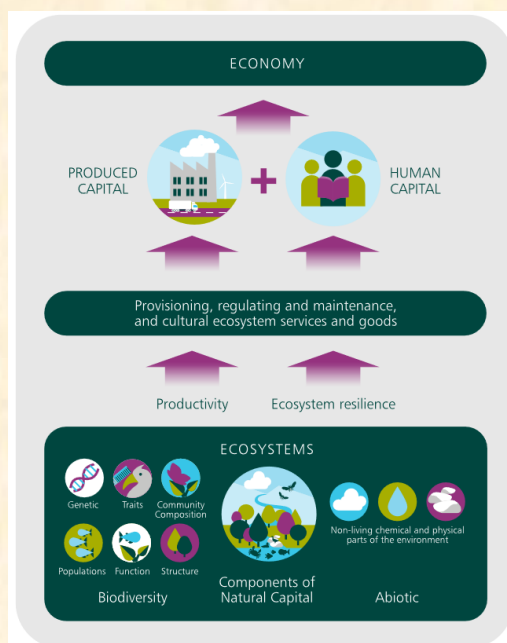 ECONOMY
PRODUCED
CAPITAL
+
HUMAN
CAPITAL
Provisioning, regulating and maintenance,
and cultural ecosystem services and goods
Productivity
Ecosystem resilience
ECOSYSTEMS
Genetic
Traits
Community
Composition
Populations
Function
Structure
Biodiversity
Components of
Natural Capital
Non-living chemical and physical
parts of the environment
Abiotic